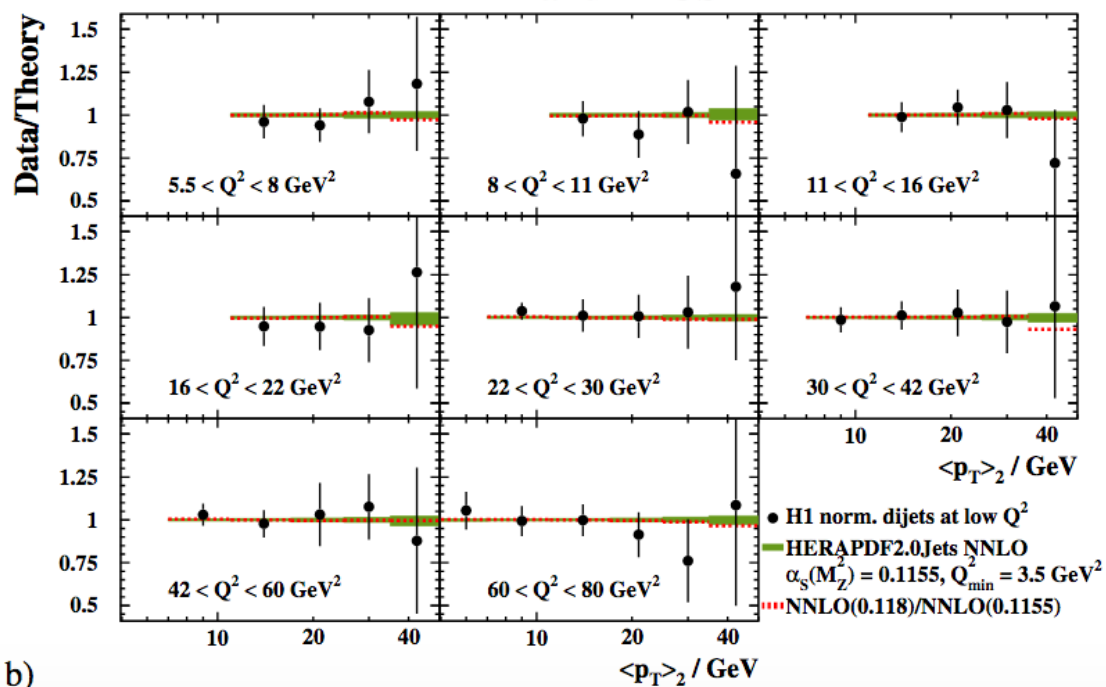 Data/Theory
1.5
1.25
1
0.75
0.5
5.5 < Q² < 8 GeV²
8 < Q² < 11 GeV²
11 < Q² < 16 GeV²
1.5
1.25
1
0.75
0.5
16 < Q² < 22 GeV²
22 < Q² < 30 GeV²
30 < Q² < 42 GeV²
10 20 40
<p_T>₂ / GeV
1.5
1.25
1
0.75
0.5
42 < Q² < 60 GeV²
60 < Q² < 80 GeV²
H1 norm. dijets at low Q²
HERAPDF2.0Jets NNLO
α_S(M_Z²) = 0.1155, Q²_min = 3.5 GeV²
NNLO(0.118)/NNLO(0.1155)
10 20 40 10 20 40
<p_T>₂ / GeV
b)